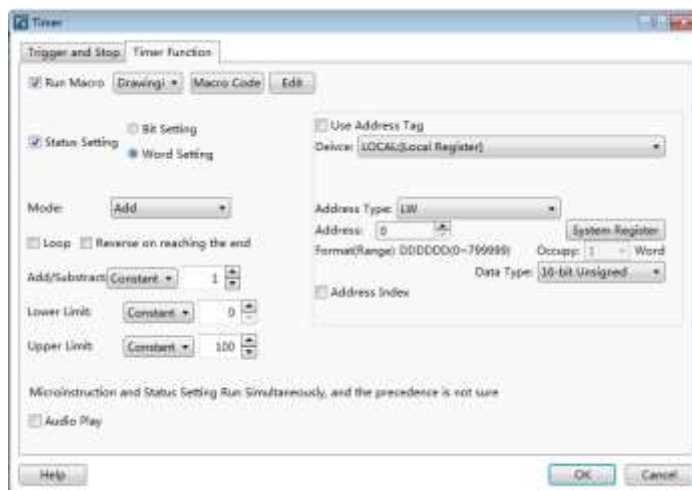 Timer
Trigger and Stop Timer Function
Run Macro Drawingi Macro Code Edit
Status Setting
Bit Setting
Word Setting
Use Address Tag
Deivce: LOCAL:[Local Register]
Mode: Add
Address Type: LW
Address: 0 System Register
Loop Reverse on reaching the end
Format(Range) DDDDDD(0~799999) Occupy: 1 Word
Add/Substract Constant 1
Data Type: 16-bit Unsigned
Address Index
Lower Limit: Constant 0
Upper Limit: Constant 100
Microinstruction and Status Setting Run Simultaneously, and the precedence is not sure
Audio Play
Help OK Cancel